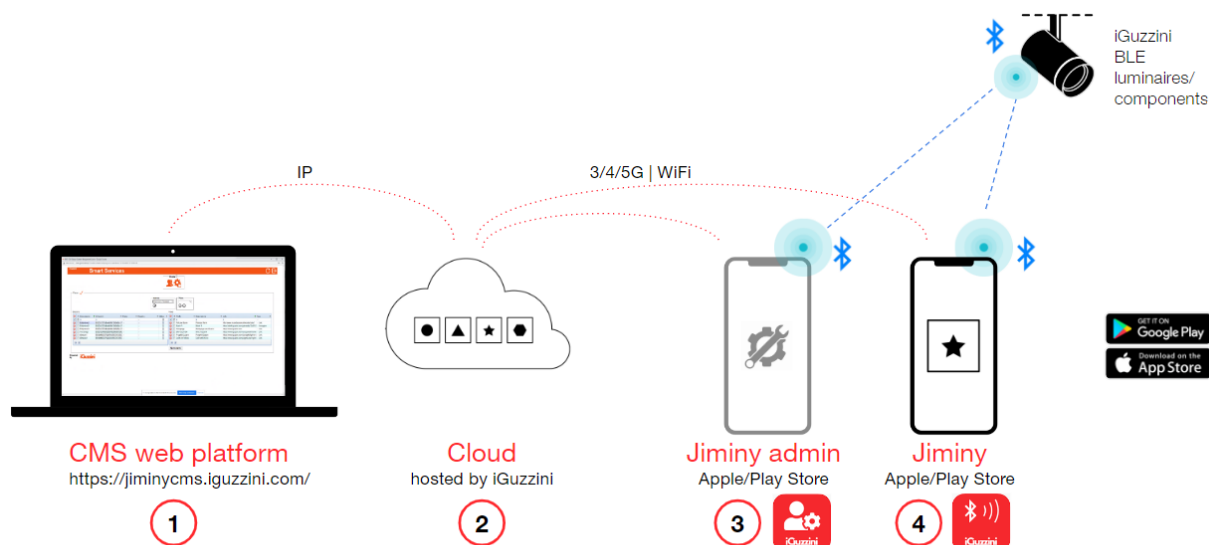 iGuzzini
BLE
luminaires/
components
IP
3/4/5G | WiFi
Smart Services
iGuzzini
GET IT ON
Google Play
Download on the
App Store
CMS web platform
https://jiminycms.iguzzini.com/
1
Cloud
hosted by iGuzzini
2
Jiminy admin
Apple/Play Store
3
iGuzzini
Jiminy
Apple/Play Store
4
iGuzzini